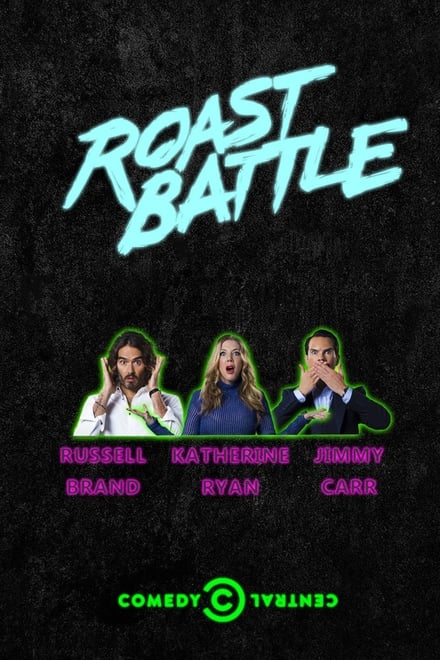 ROAST
BATTLE
RUSSELL KATHERINE JIMMY
BRAND RYAN CARR
COMEDY C CENTRAL